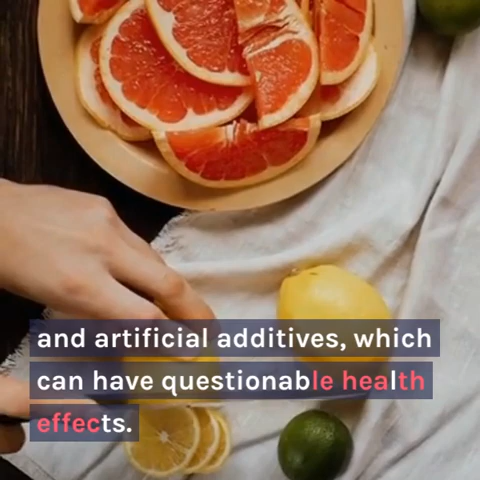 and artificial additives, which
can have questionable health
effects.